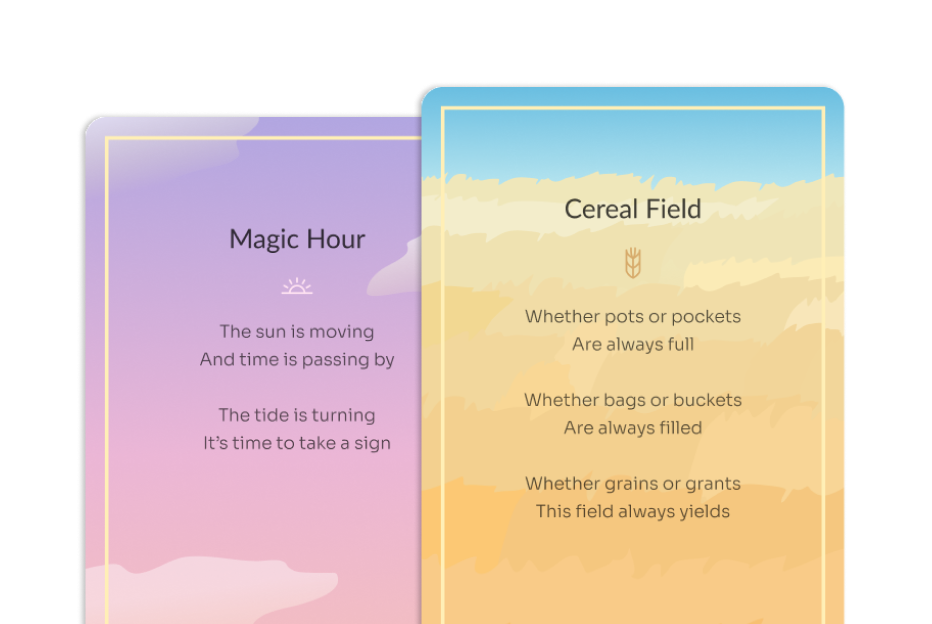 Magic Hour
The sun is moving
And time is passing by
The tide is turning
It’s time to take a sign
Cereal Field
Whether pots or pockets
Are always full
Whether bags or buckets
Are always filled
Whether grains or grants
This field always yields